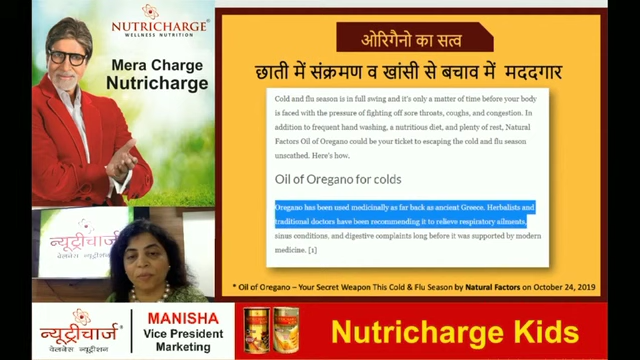 NUTRICHARGE®
WELLNESS NUTRITION
Mera Charge
Nutricharge
ओरिगैनो का सत्व
छाती में संक्रमण व खांसी से बचाव में मददगार
Cold and flu season is in full swing and it's only a matter of time before your body
is faced with the pressure of fighting off sore throats, coughs, and congestion. In
addition to frequent hand washing, a nutritious diet, and plenty of rest, Natural
Factors Oil of Oregano could be your ticket to escaping the cold and flu season
unscathed. Here's how.
Oil of Oregano for colds
Oregano has been used medicinally as far back as ancient Greece. Herbalists and
traditional doctors have been recommending it to relieve respiratory ailments,
sinus conditions, and digestive complaints long before it was supported by modern
medicine. [1]
* Oil of Oregano – Your Secret Weapon This Cold & Flu Season by Natural Factors on October 24, 2019
न्यूट्रीचार्ज®
वेलनेस न्यूट्रीशन
न्यूट्रीचार्ज®
वेलनेस न्यूट्रीशन
MANISHA
Vice President
Marketing
Nutricharge Kids